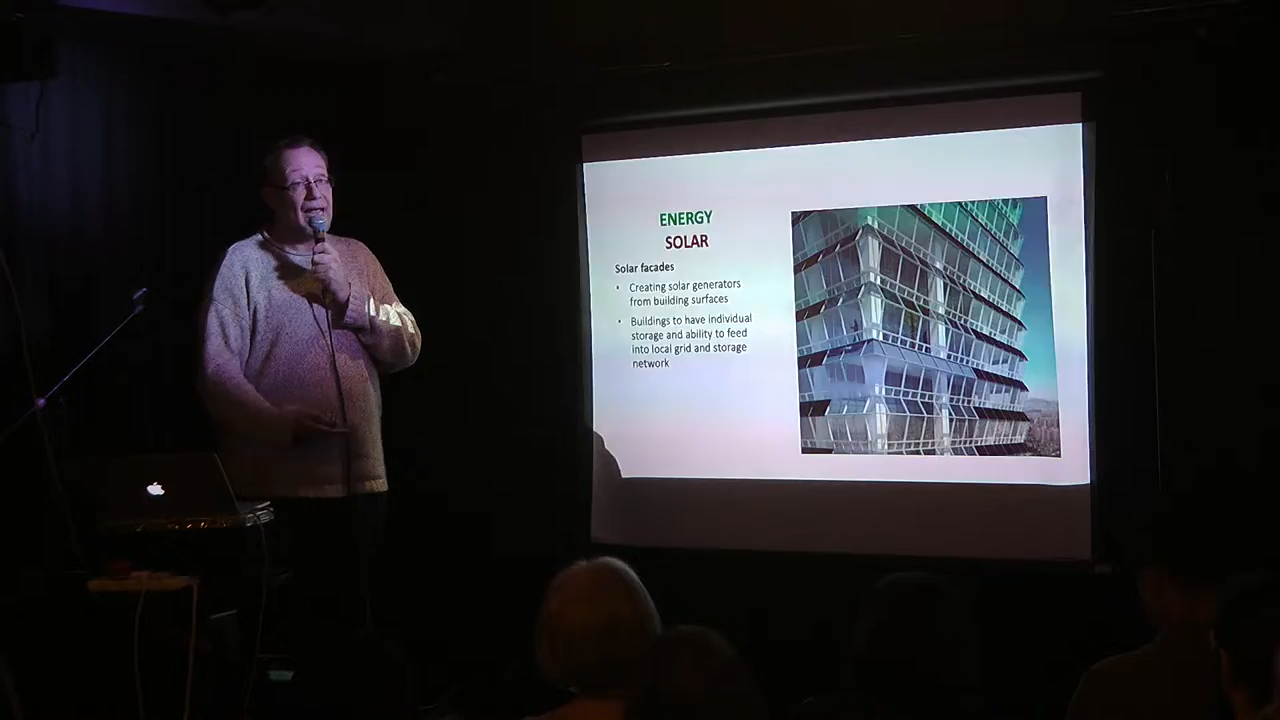 ENERGY
SOLAR
Solar facades
• Creating solar generators
from building surfaces
• Buildings to have individual
storage and ability to feed
into local grid and storage
network